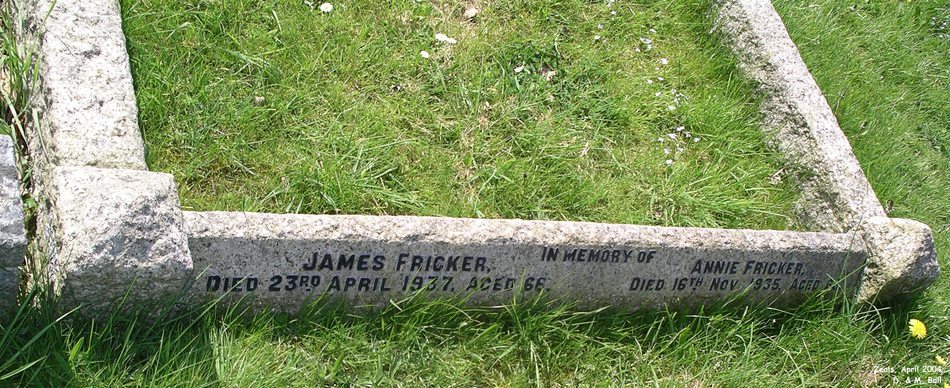 IN MEMORY OF
JAMES FRICKER,
DIED 23RD APRIL 1937, AGED 66.
ANNIE FRICKER,
DIED 16TH NOV 1935, AGED
Zeals, April 2004
D. & M. Ball